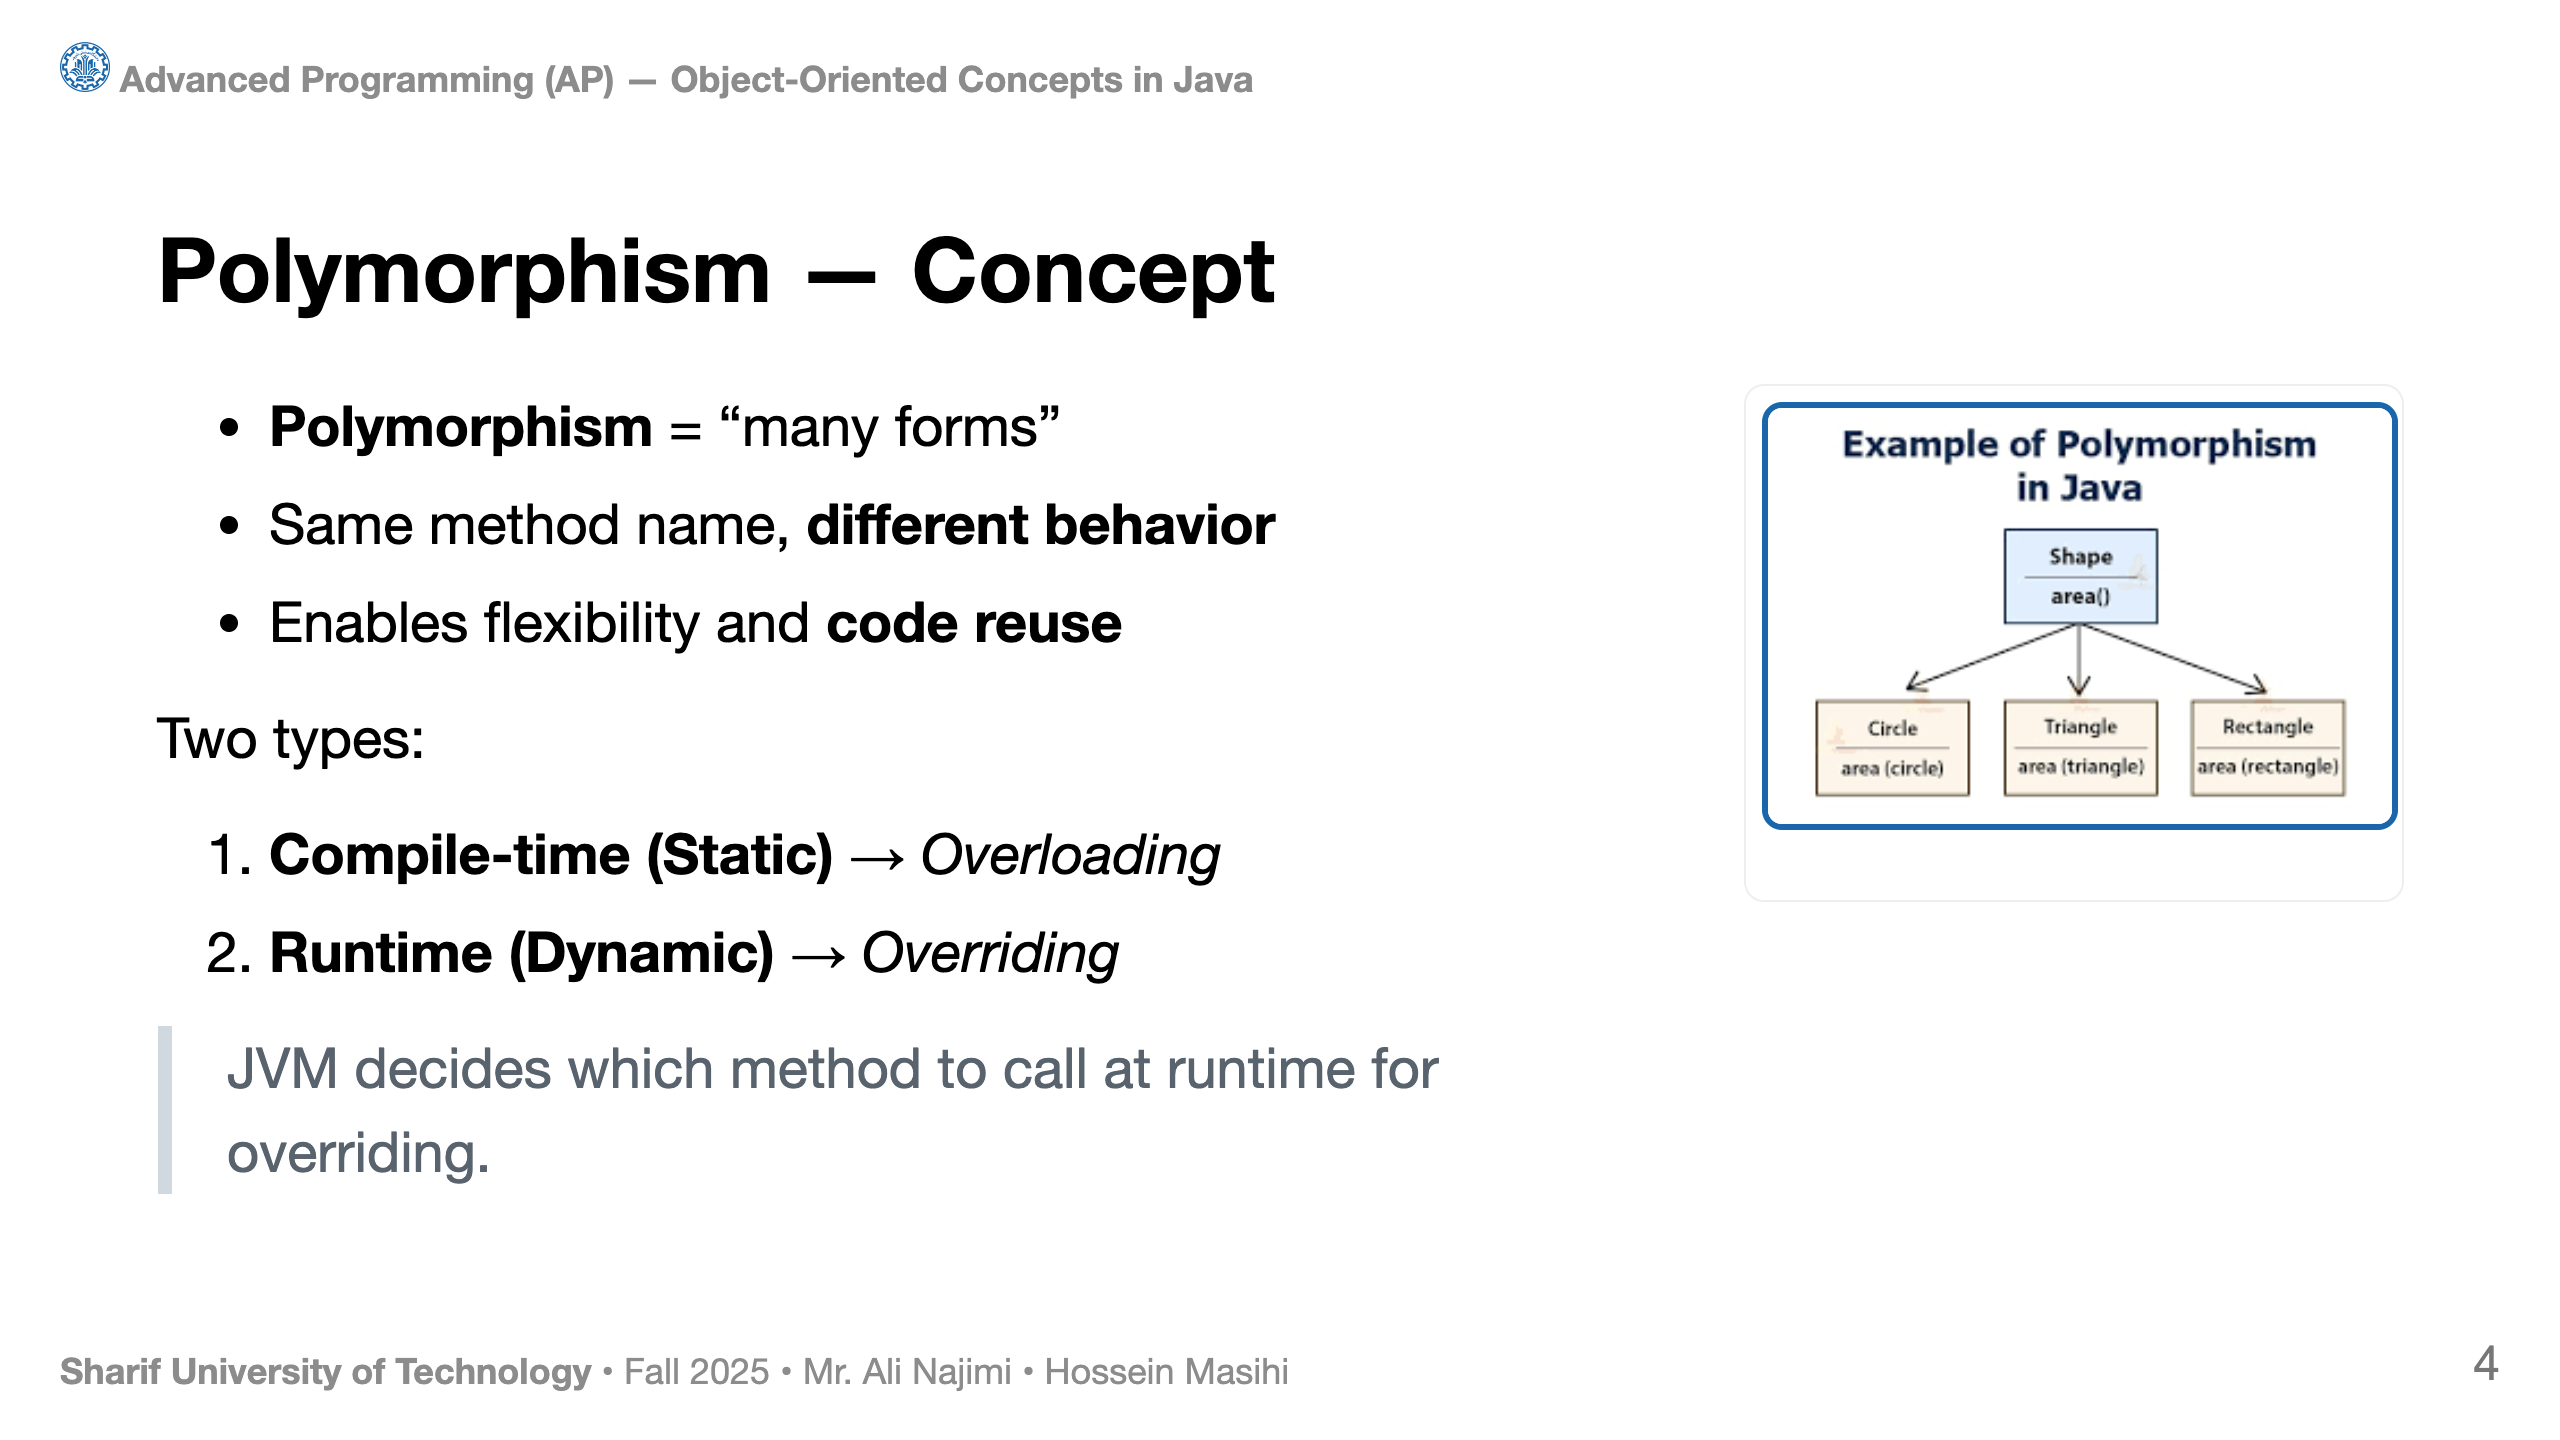 Advanced Programming (AP) — Object-Oriented Concepts in Java
Polymorphism — Concept
• Polymorphism = “many forms”
• Same method name, different behavior
• Enables flexibility and code reuse
Two types:
1. Compile-time (Static) → Overloading
2. Runtime (Dynamic) → Overriding
JVM decides which method to call at runtime for
overriding.
Example of Polymorphism
in Java
Shape
area()
Circle
area (circle)
Triangle
area (triangle)
Rectangle
area (rectangle)
Sharif University of Technology • Fall 2025 • Mr. Ali Najimi • Hossein Masihi
4